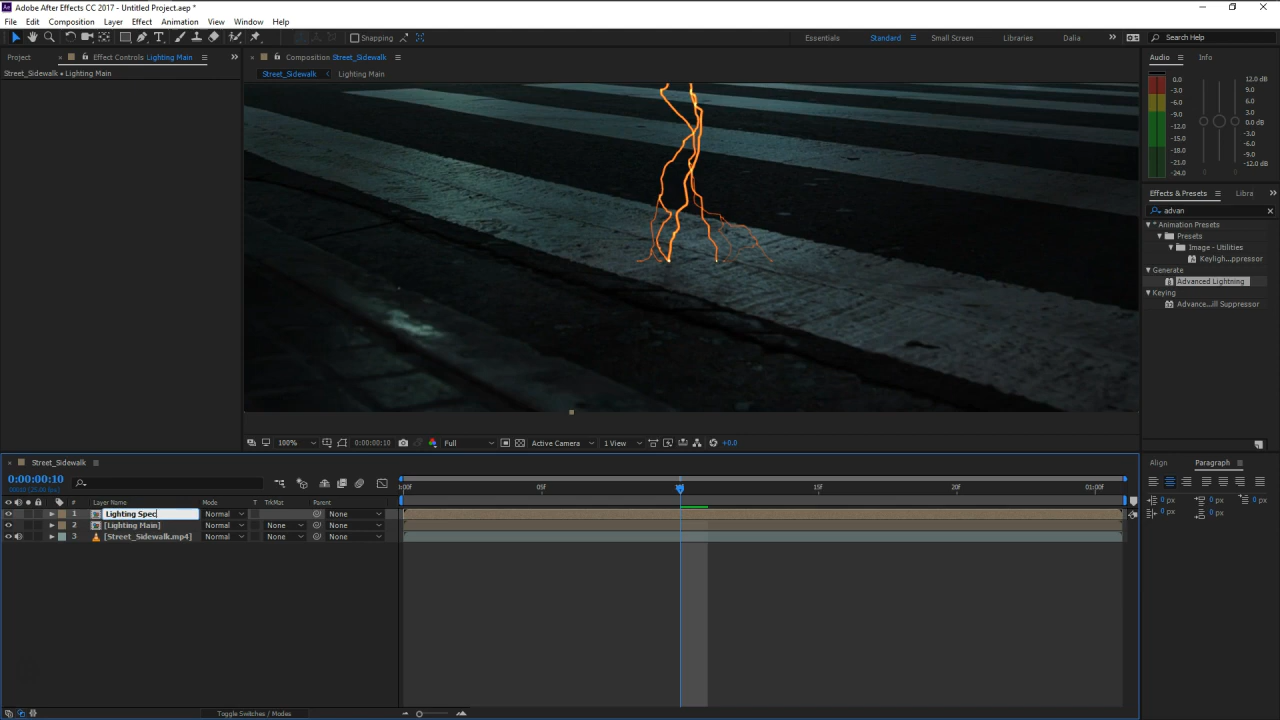 Adobe After Effects CC 2017 - Untitled Project.aep *
File Edit Composition Layer Effect Animation View Window Help
Snapping
Essentials Standard Small Screen Libraries Dalia Search Help
Project Effect Controls Lighting Main
Street_Sidewalk • Lighting Main
Composition Street_Sidewalk
Street_Sidewalk Lighting Main
Audio Info
0.0 12.0 dB
-3.0 9.0
-6.0 6.0
-9.0 3.0
-12.0 0.0 dB
-15.0 -3.0
-18.0 -6.0
-21.0 -9.0
-24.0 -12.0 dB
Effects & Presets Libra
advan
* Animation Presets
Presets
Image - Utilities
Keyligh...ppressor
Generate
Advanced Lightning
Keying
Advance...ill Suppressor
100% 0:00:00:10 Full Active Camera 1 View +0.0
Street_Sidewalk
0:00:00:10
00010 (25.00 fps)
:00F 05F 10F 15F 20F 01:00F
# Layer Name Mode T TrkMat Parent
1 Lighting Spec Normal None
2 [Lighting Main] Normal None None
3 [Street_Sidewalk.mp4] Normal None None
Toggle Switches / Modes
Align Paragraph
0 px 0 px 0 px
0 px 0 px